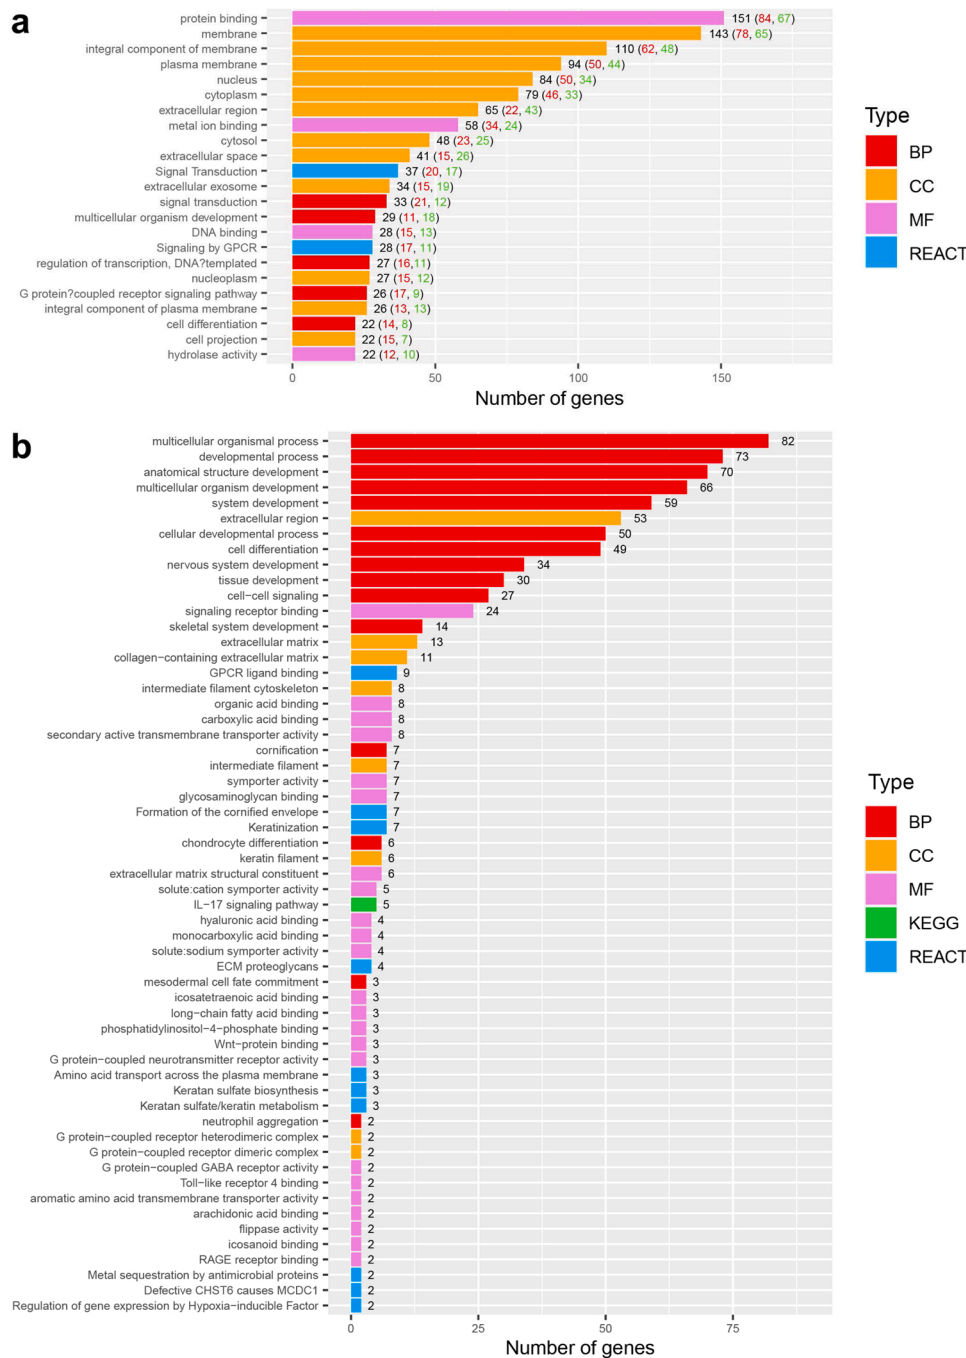 a
protein binding 151 (84, 67)
membrane 143 (78, 65)
integral component of membrane 110 (62, 48)
plasma membrane 94 (50, 44)
nucleus 84 (50, 34)
cytoplasm 79 (46, 33)
extracellular region 65 (22, 43)
metal ion binding 58 (34, 24)
cytosol 48 (23, 25)
extracellular space 41 (15, 26)
Signal Transduction 37 (20, 17)
extracellular exosome 34 (15, 19)
signal transduction 33 (21, 12)
multicellular organism development 29 (11, 18)
DNA binding 28 (15, 13)
Signaling by GPCR 28 (17, 11)
regulation of transcription, DNA?templated 27 (16,11)
nucleoplasm 27 (15, 12)
G protein?coupled receptor signaling pathway 26 (17, 9)
integral component of plasma membrane 26 (13, 13)
cell differentiation 22 (14, 8)
cell projection 22 (15, 7)
hydrolase activity 22 (12, 10)
0 50 100 150
Number of genes
Type
BP
CC
MF
REACT
b
multicellular organismal process 82
developmental process 73
anatomical structure development 70
multicellular organism development 66
system development 59
extracellular region 53
cellular developmental process 50
cell differentiation 49
nervous system development 34
tissue development 30
cell−cell signaling 27
signaling receptor binding 24
skeletal system development 14
extracellular matrix 13
collagen−containing extracellular matrix 11
GPCR ligand binding 9
intermediate filament cytoskeleton 8
organic acid binding 8
carboxylic acid binding 8
secondary active transmembrane transporter activity 8
cornification 7
intermediate filament 7
symporter activity 7
glycosaminoglycan binding 7
Formation of the cornified envelope 7
Keratinization 7
chondrocyte differentiation 6
keratin filament 6
extracellular matrix structural constituent 6
solute:cation symporter activity 5
IL−17 signaling pathway 5
hyaluronic acid binding 4
monocarboxylic acid binding 4
solute:sodium symporter activity 4
ECM proteoglycans 4
mesodermal cell fate commitment 3
icosatetraenoic acid binding 3
long−chain fatty acid binding 3
phosphatidylinositol−4−phosphate binding 3
Wnt−protein binding 3
G protein−coupled neurotransmitter receptor activity 3
Amino acid transport across the plasma membrane 3
Keratan sulfate biosynthesis 3
Keratan sulfate/keratin metabolism 3
neutrophil aggregation 2
G protein−coupled receptor heterodimeric complex 2
G protein−coupled receptor dimeric complex 2
G protein−coupled GABA receptor activity 2
Toll−like receptor 4 binding 2
aromatic amino acid transmembrane transporter activity 2
arachidonic acid binding 2
flippase activity 2
icosanoid binding 2
RAGE receptor binding 2
Metal sequestration by antimicrobial proteins 2
Defective CHST6 causes MCDC1 2
Regulation of gene expression by Hypoxia−inducible Factor 2
0 25 50 75
Number of genes
Type
BP
CC
MF
KEGG
REACT